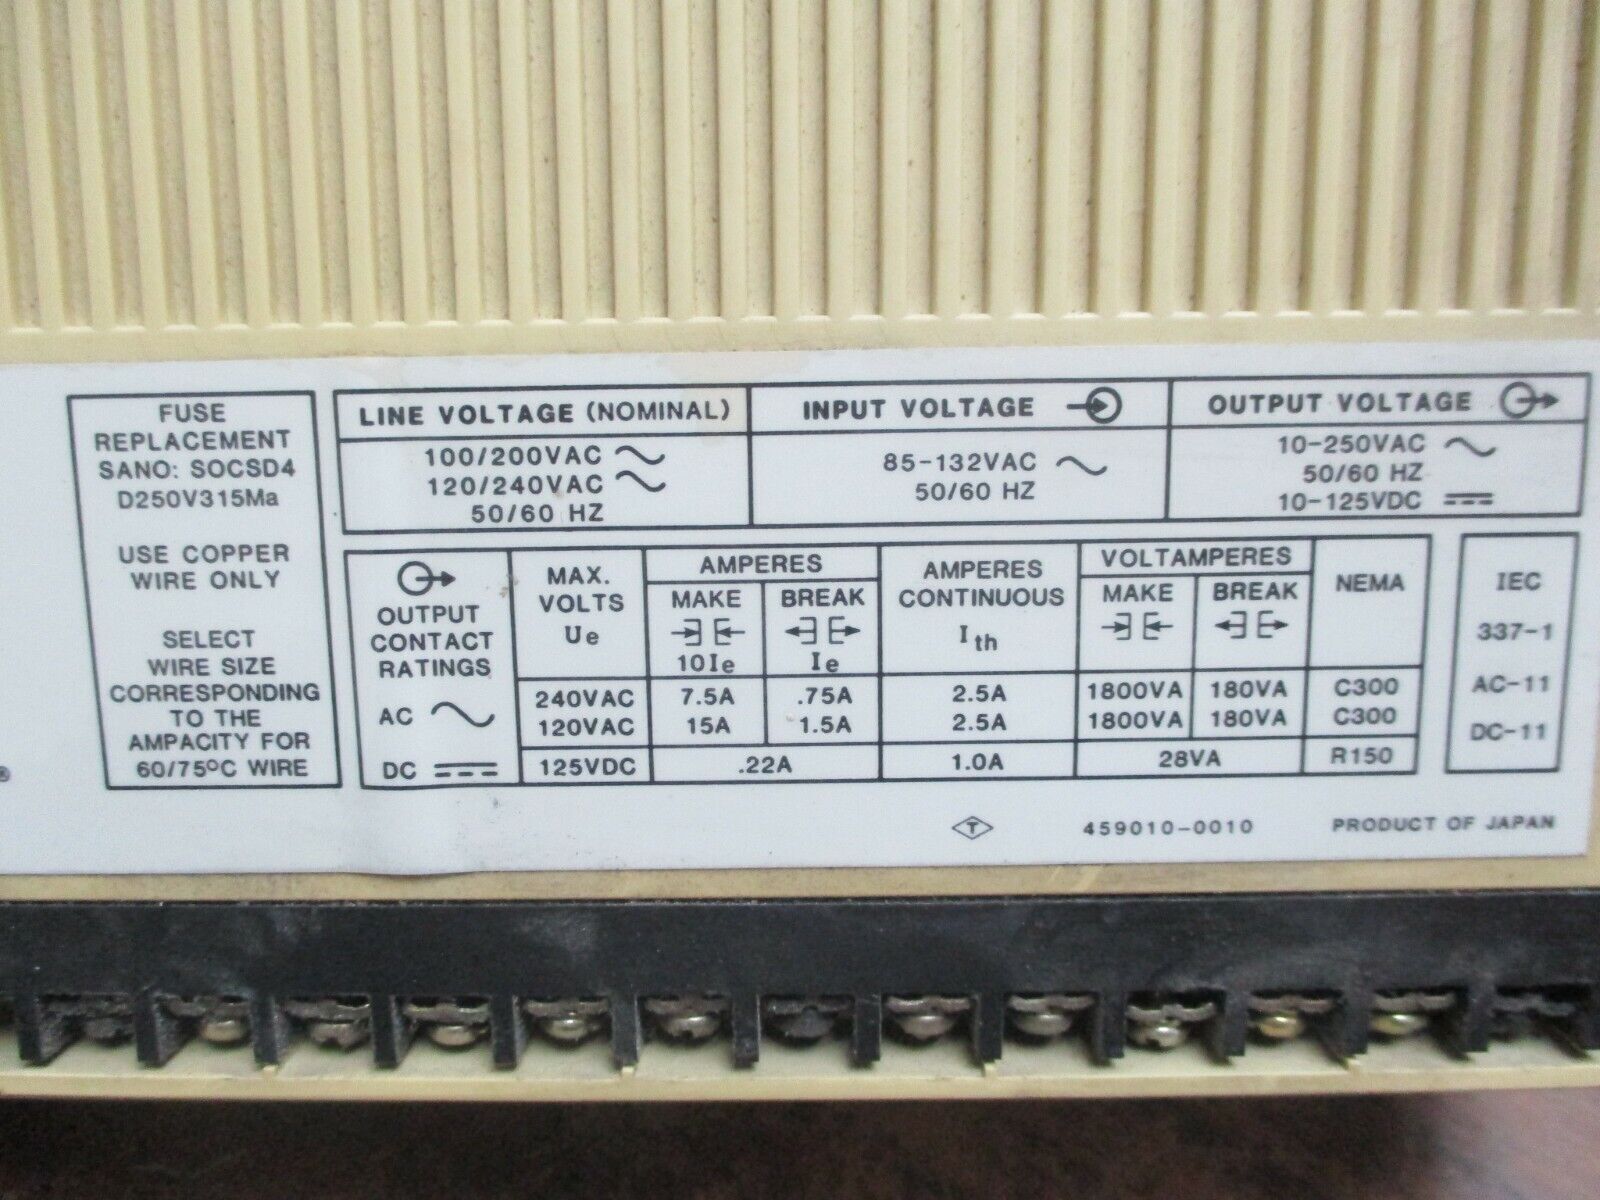 FUSE
REPLACEMENT
SANO: SOCSD4
D250V315Ma
USE COPPER
WIRE ONLY
SELECT
WIRE SIZE
CORRESPONDING
TO THE
AMPACITY FOR
60/75°C WIRE
®
LINE VOLTAGE (NOMINAL)
100/200VAC
120/240VAC
50/60 HZ
INPUT VOLTAGE
85-132VAC
50/60 HZ
OUTPUT VOLTAGE
10-250VAC
50/60 HZ
10-125VDC
OUTPUT
CONTACT
RATINGS
AC
DC
MAX.
VOLTS
Ue
240VAC
120VAC
125VDC
AMPERES
MAKE
10Ie
7.5A
15A
BREAK
Ie
.75A
1.5A
.22A
AMPERES
CONTINUOUS
Ith
2.5A
2.5A
1.0A
VOLTAMPERES
MAKE
1800VA
1800VA
BREAK
180VA
180VA
28VA
NEMA
C300
C300
R150
IEC
337-1
AC-11
DC-11
T
459010-0010
PRODUCT OF JAPAN